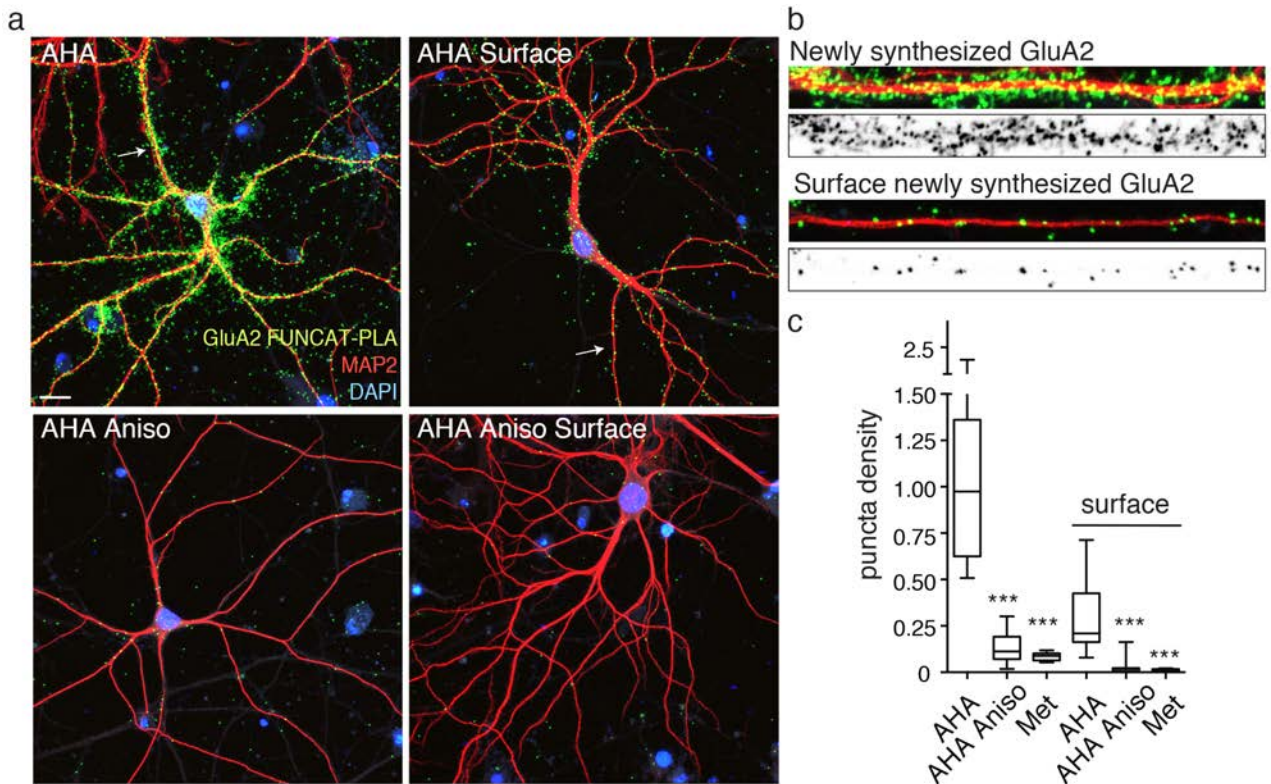 a
AHA
AHA Surface
GluA2 FUNCAT-PLA
MAP2
DAPI
AHA Aniso
AHA Aniso Surface
b
Newly synthesized GluA2
Surface newly synthesized GluA2
c
puncta density
2.5
1.50
1.25
1.00
0.75
0.50
0.25
0
surface
***
***
***
***
AHA
AHA Aniso
Met
AHA
AHA Aniso
Met